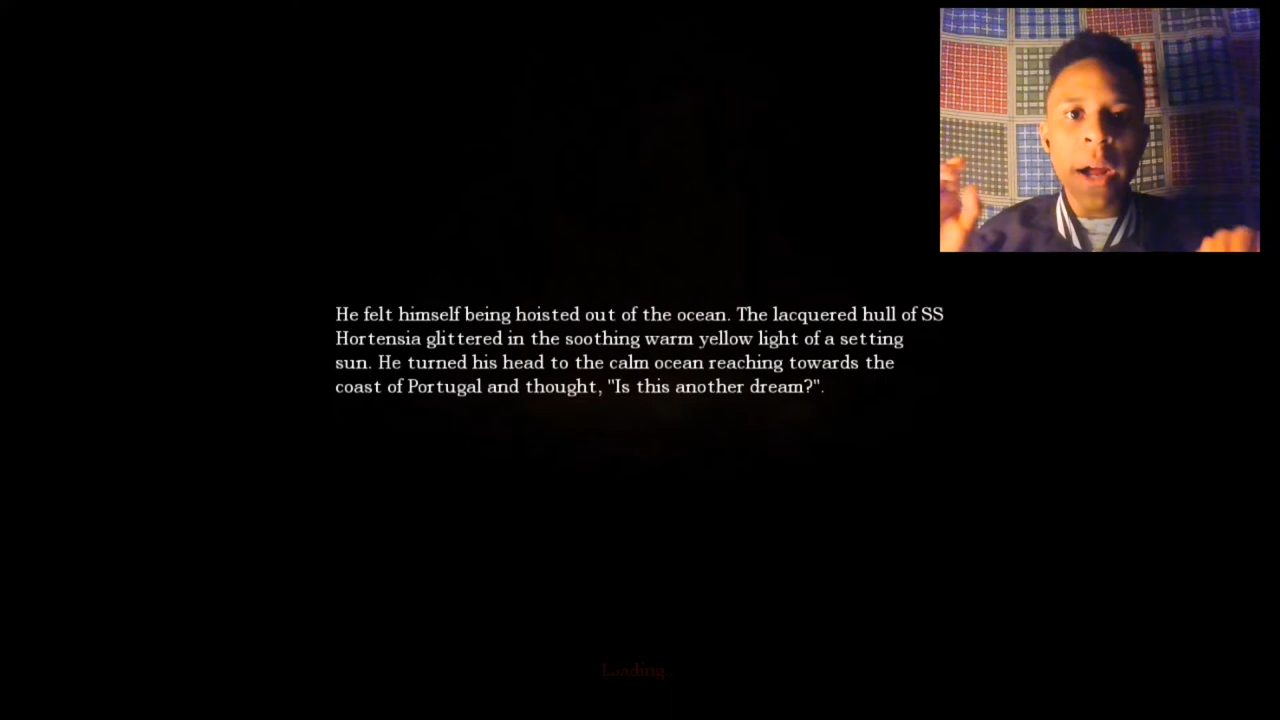 He felt himself being hoisted out of the ocean. The lacquered hull of SS
Hortensia glittered in the soothing warm yellow light of a setting
sun. He turned his head to the calm ocean reaching towards the
coast of Portugal and thought, "Is this another dream?".
Loading..